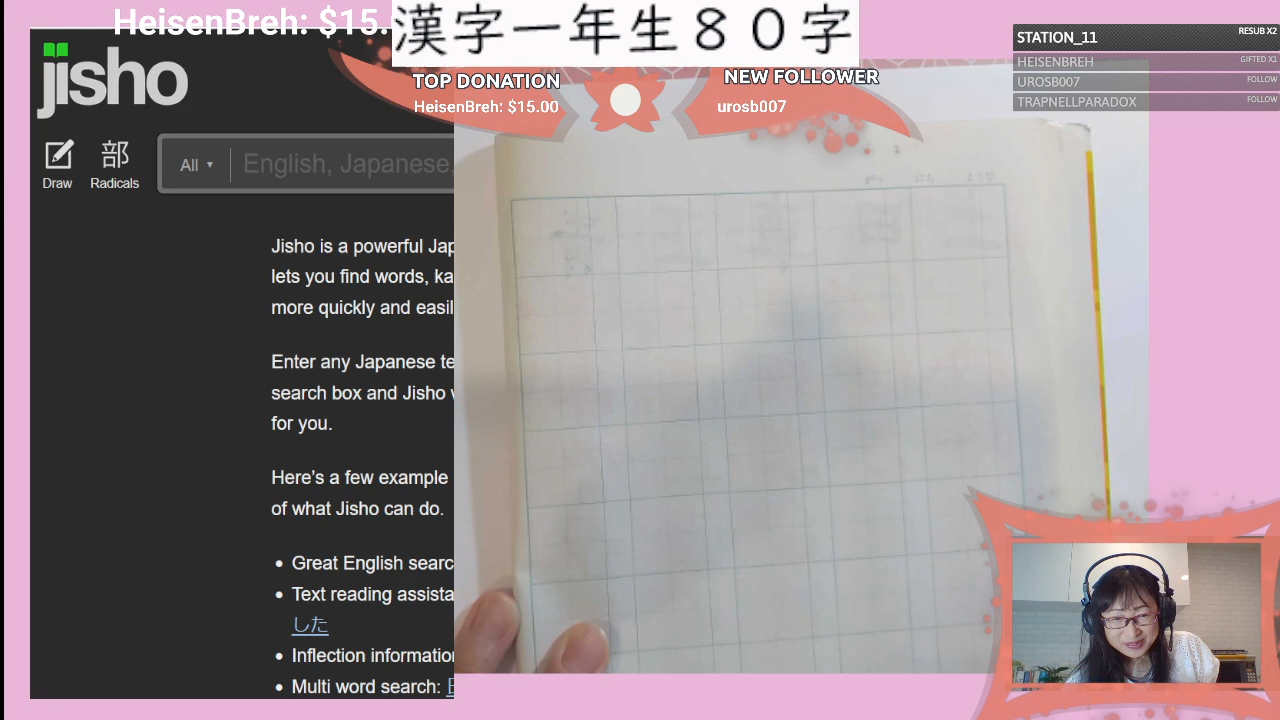 HeisenBreh: $15.
漢字一年生８０字
jisho
Draw
部
Radicals
All ▾
English, Japanese,
Jisho is a powerful Jap
lets you find words, ka
more quickly and easil
Enter any Japanese te
search box and Jisho
for you.
Here's a few example
of what Jisho can do.
• Great English searc
• Text reading assista
した
• Inflection information
• Multi word search:
TOP DONATION
HeisenBreh: $15.00
NEW FOLLOWER
urosb007
STATION_11 RESUB X2
HEISENBREH GIFTED X1
UROSB007 FOLLOW
TRAPNELLPARADOX FOLLOW